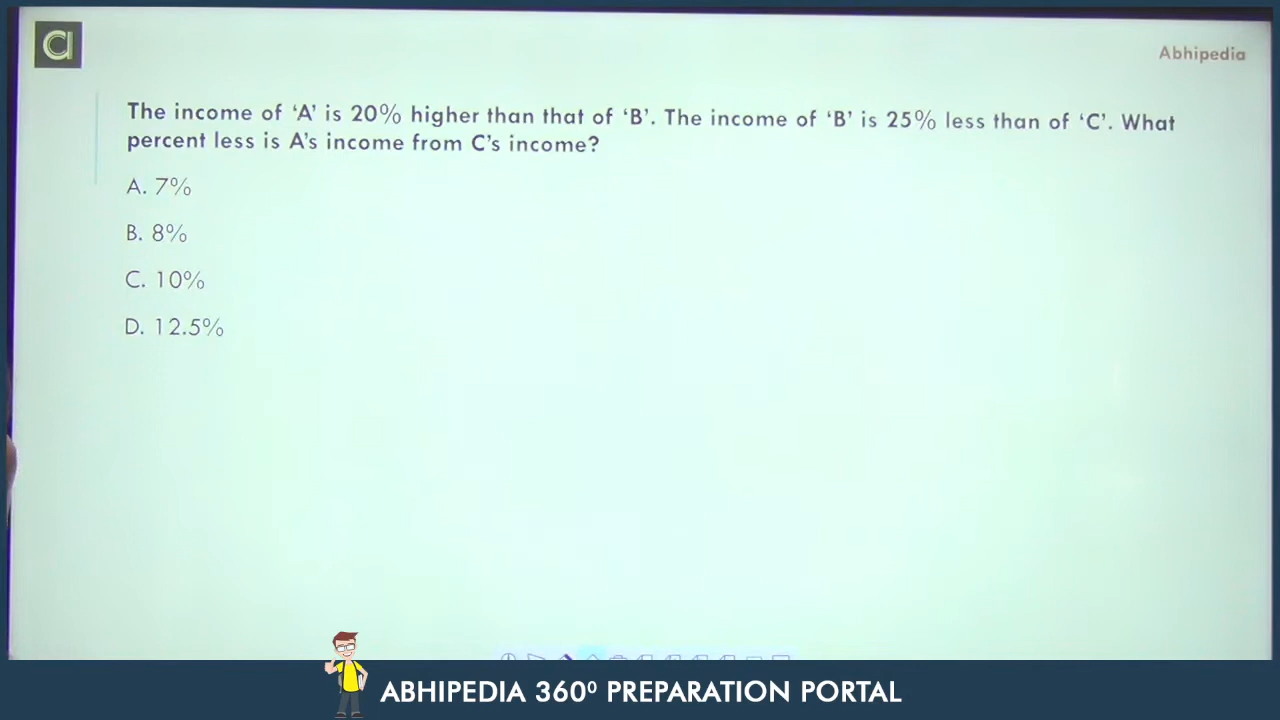 Abhipedia
The income of ‘A’ is 20% higher than that of ‘B’. The income of ‘B’ is 25% less than of ‘C’. What
percent less is A’s income from C’s income?
A. 7%
B. 8%
C. 10%
D. 12.5%
ABHIPEDIA 360⁰ PREPARATION PORTAL